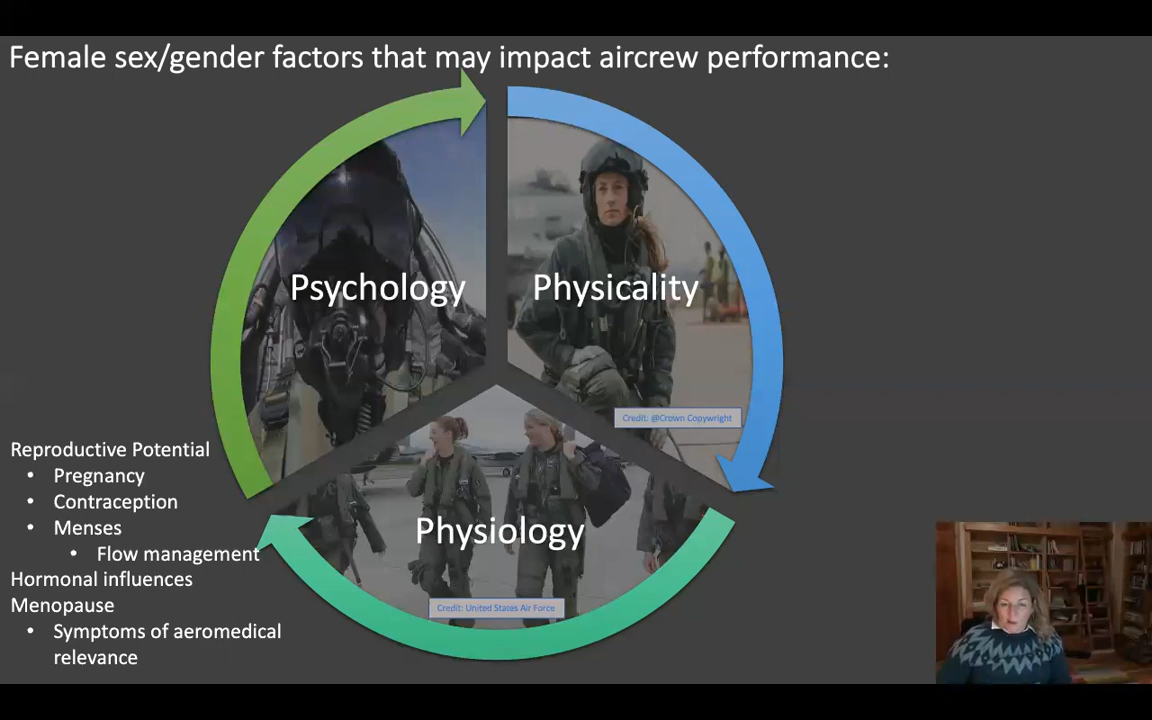 Female sex/gender factors that may impact aircrew performance:
Psychology
Physicality
Credit: @Crown Copywright
Reproductive Potential
• Pregnancy
• Contraception
• Menses
• Flow management
Hormonal influences
Menopause
• Symptoms of aeromedical
relevance
Physiology
Credit: United States Air Force